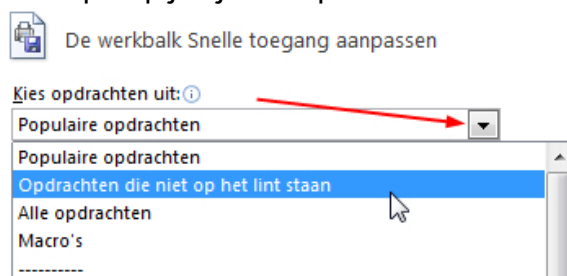 De werkbalk Snelle toegang aanpassen
Kies opdrachten uit:
Populaire opdrachten
Populaire opdrachten
Opdrachten die niet op het lint staan
Alle opdrachten
Macro's
----------